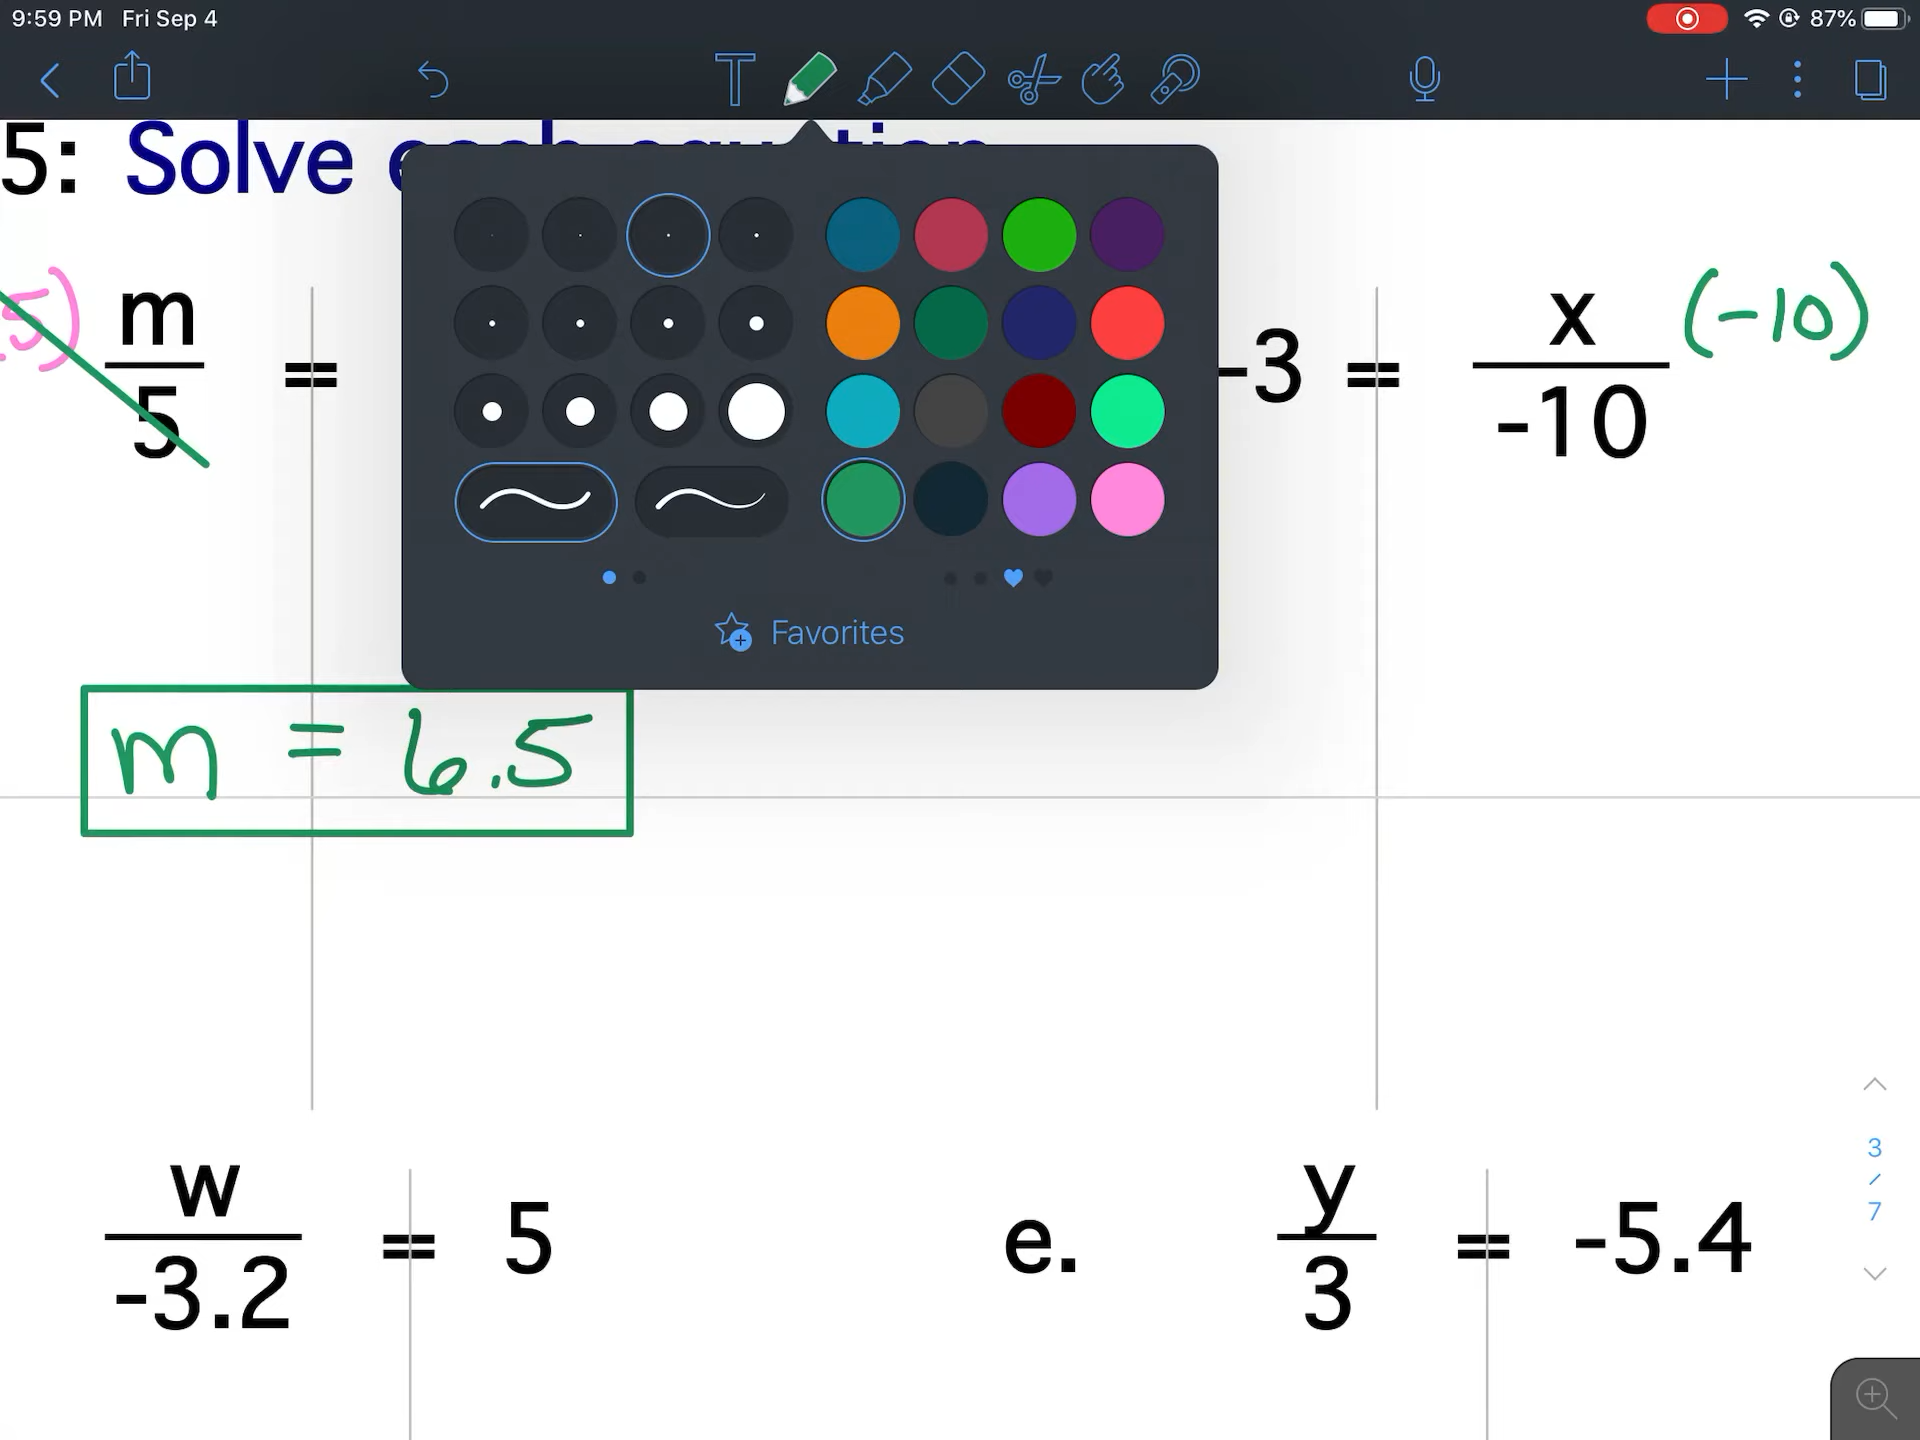 9:59 PM Fri Sep 4 87%
5: Solve
m/5 =
-3 = x/-10 (-10)
5)
Favorites
m = 6.5
w/-3.2 = 5
e. y/3 = -5.4
3/7